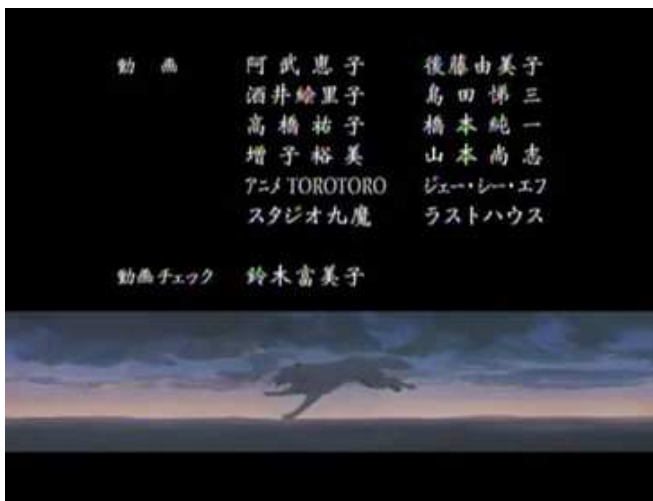 動画 阿武恵子 後藤由美子
酒井絵里子 島田悌三
高橋祐子 橋本純一
増子裕美 山本尚志
アニメTOROTORO ジェー・シー・エフ
スタジオ九魔 ラストハウス
動画チェック 鈴木富美子